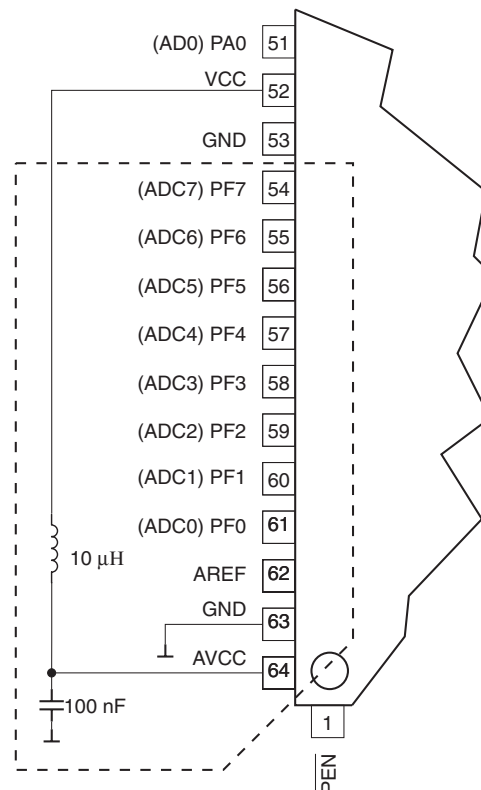 (AD0) PA0 51
VCC 52
GND 53
(ADC7) PF7 54
(ADC6) PF6 55
(ADC5) PF5 56
(ADC4) PF4 57
(ADC3) PF3 58
(ADC2) PF2 59
(ADC1) PF1 60
(ADC0) PF0 61
10 μH
AREF 62
GND 63
AVCC 64
100 nF
1
PEN